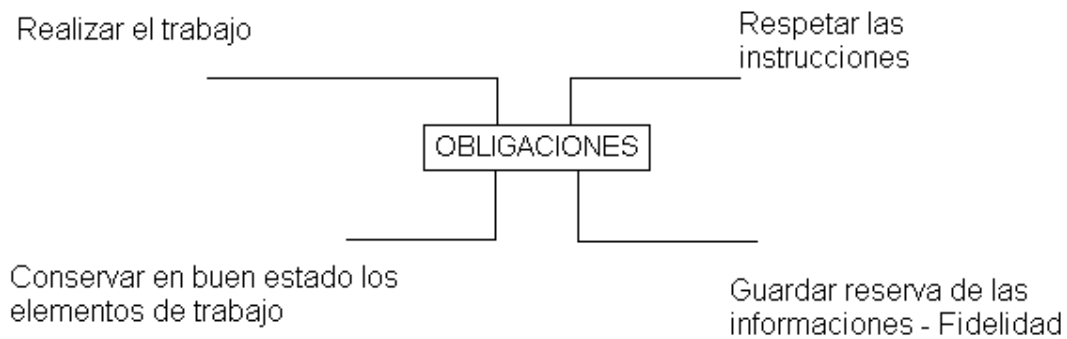 Realizar el trabajo
Respetar las
instrucciones
OBLIGACIONES
Conservar en buen estado los
elementos de trabajo
Guardar reserva de las
informaciones - Fidelidad